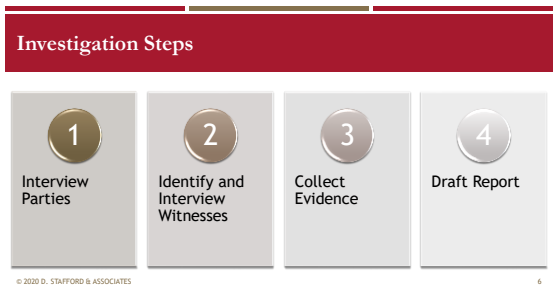 Investigation Steps
1
Interview
Parties
2
Identify and
Interview
Witnesses
3
Collect
Evidence
4
Draft Report
© 2020 D. STAFFORD & ASSOCIATES
6